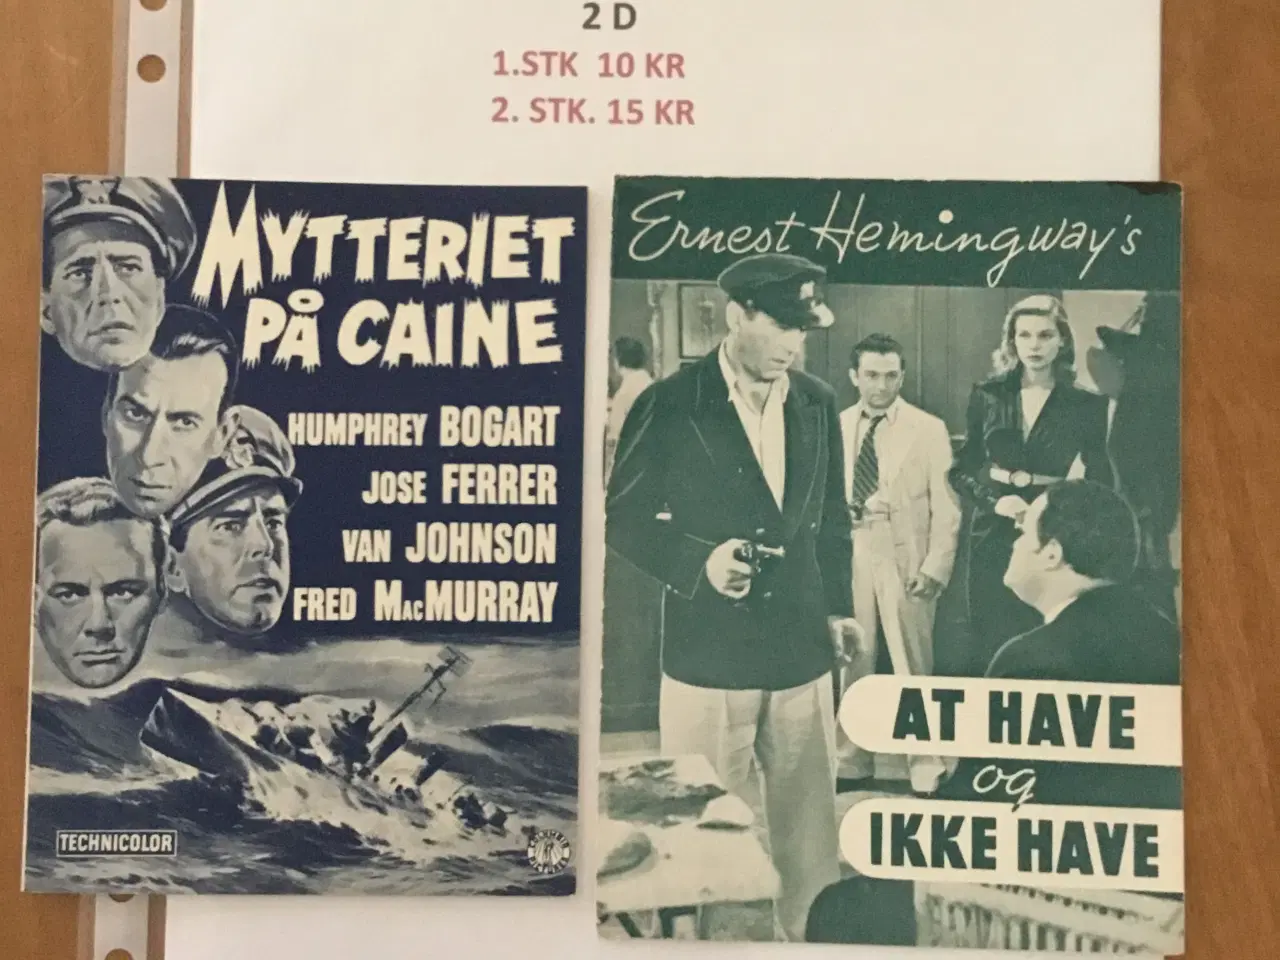 2 D
1.STK 10 KR
2. STK. 15 KR
MYTTERIET
PÅ CAINE
HUMPHREY BOGART
JOSE FERRER
VAN JOHNSON
FRED MACMURRAY
TECHNICOLOR
Ernest Hemingway's
AT HAVE
og
IKKE HAVE